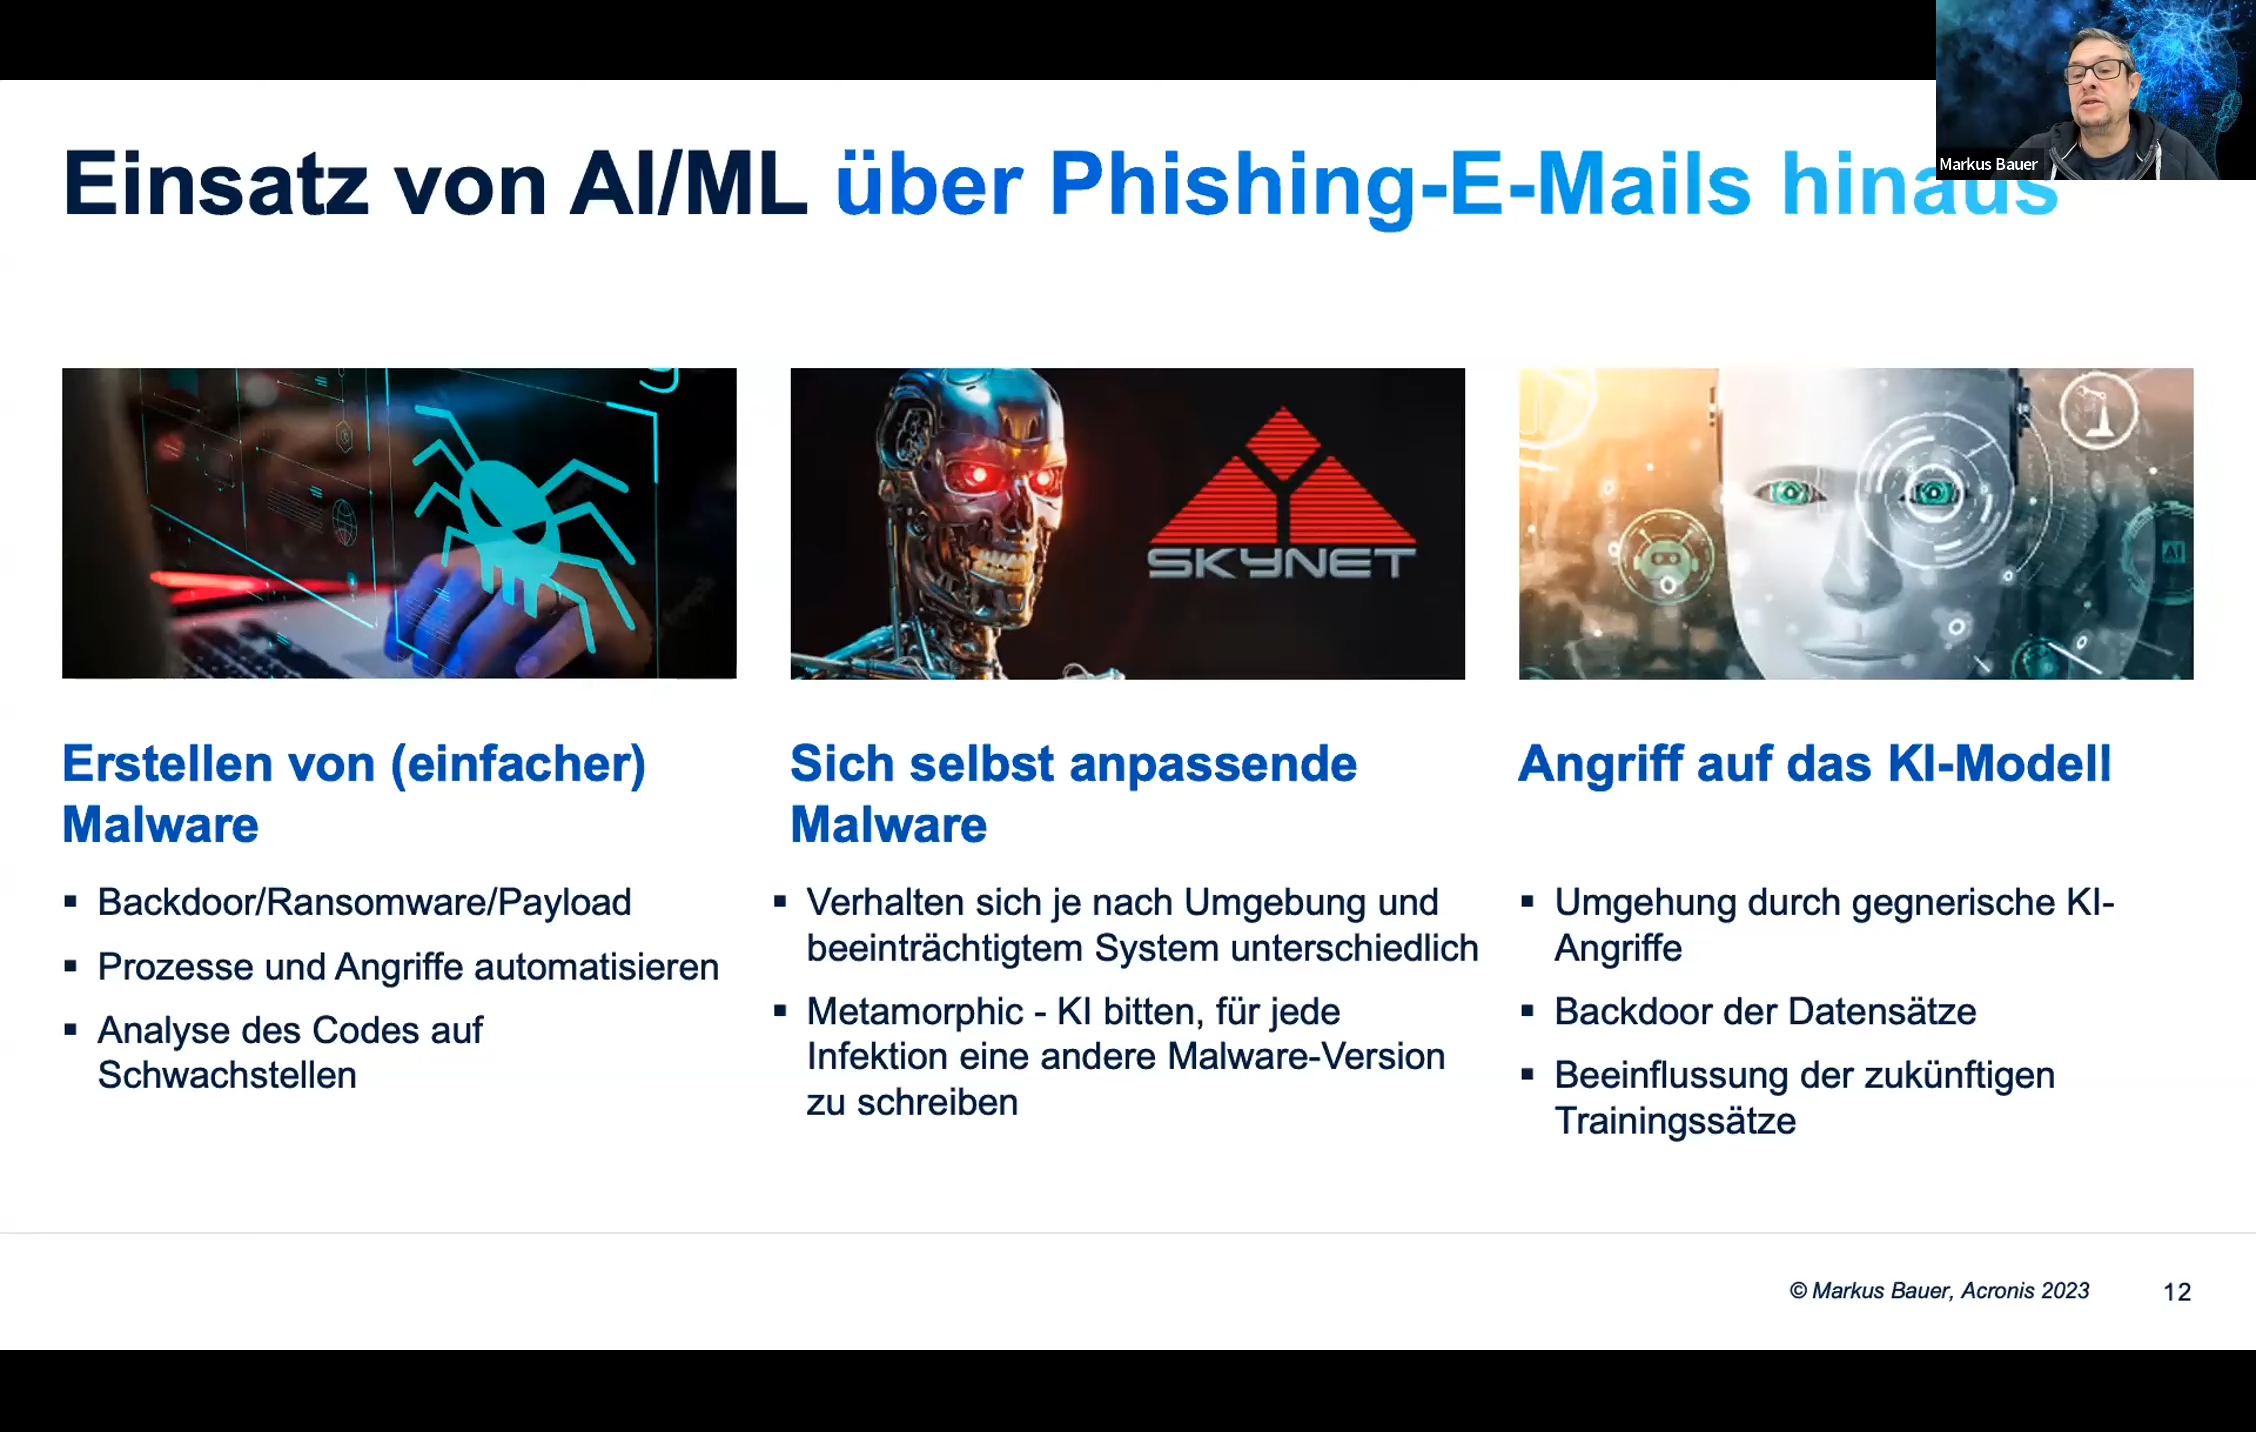 Markus Bauer
Einsatz von AI/ML über Phishing-E-Mails hinaus
SKYNET
AI
Erstellen von (einfacher)
Malware
▪ Backdoor/Ransomware/Payload
▪ Prozesse und Angriffe automatisieren
▪ Analyse des Codes auf
Schwachstellen
Sich selbst anpassende
Malware
▪ Verhalten sich je nach Umgebung und
beeinträchtigtem System unterschiedlich
▪ Metamorphic - KI bitten, für jede
Infektion eine andere Malware-Version
zu schreiben
Angriff auf das KI-Modell
▪ Umgehung durch gegnerische KI-
Angriffe
▪ Backdoor der Datensätze
▪ Beeinflussung der zukünftigen
Trainingssätze
© Markus Bauer, Acronis 2023
12